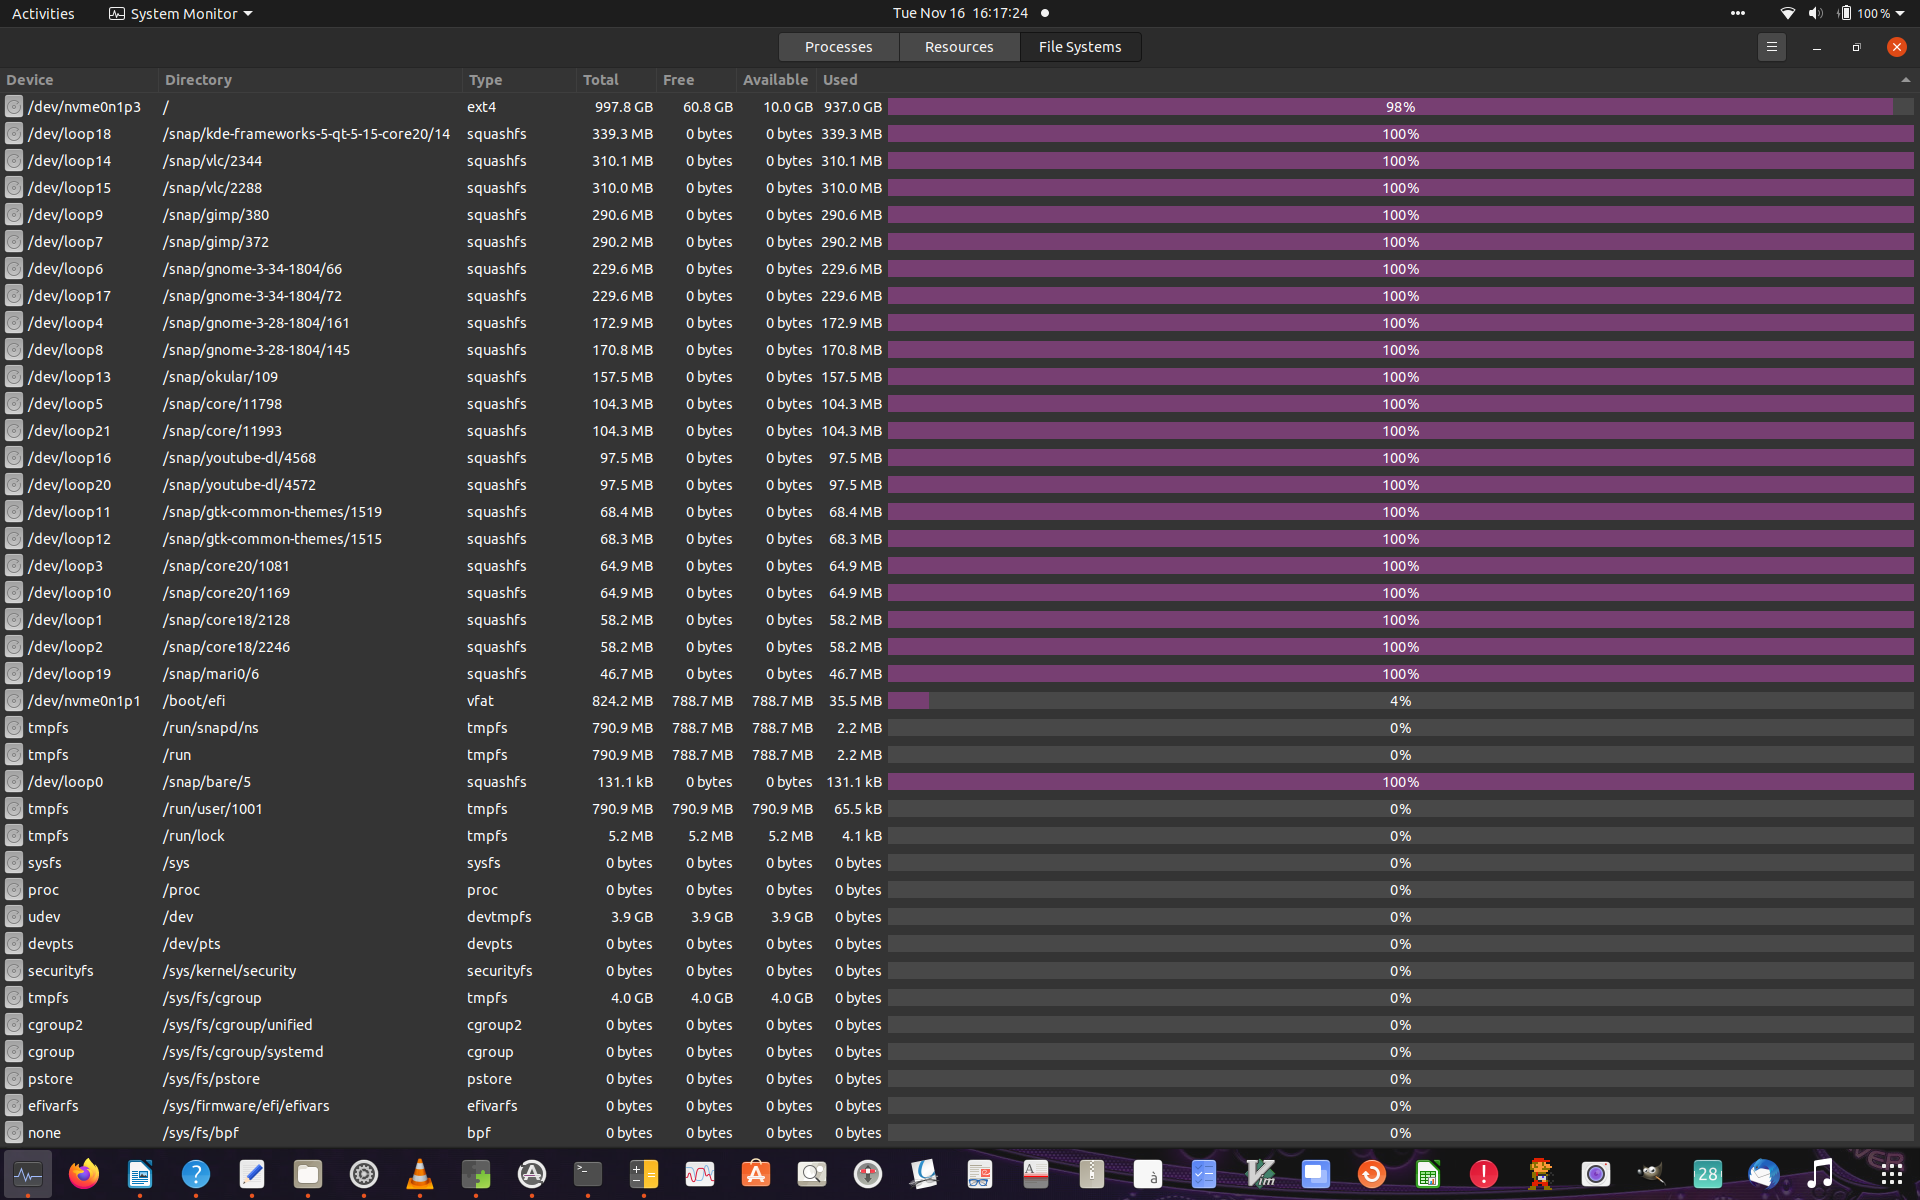 Activities System Monitor Tue Nov 16 16:17:24 100 %
Processes Resources File Systems
Device Directory Type Total Free Available Used
/dev/nvme0n1p3 / ext4 997.8 GB 60.8 GB 10.0 GB 937.0 GB 98%
/dev/loop18 /snap/kde-frameworks-5-qt-5-15-core20/14 squashfs 339.3 MB 0 bytes 0 bytes 339.3 MB 100%
/dev/loop14 /snap/vlc/2344 squashfs 310.1 MB 0 bytes 0 bytes 310.1 MB 100%
/dev/loop15 /snap/vlc/2288 squashfs 310.0 MB 0 bytes 0 bytes 310.0 MB 100%
/dev/loop9 /snap/gimp/380 squashfs 290.6 MB 0 bytes 0 bytes 290.6 MB 100%
/dev/loop7 /snap/gimp/372 squashfs 290.2 MB 0 bytes 0 bytes 290.2 MB 100%
/dev/loop6 /snap/gnome-3-34-1804/66 squashfs 229.6 MB 0 bytes 0 bytes 229.6 MB 100%
/dev/loop17 /snap/gnome-3-34-1804/72 squashfs 229.6 MB 0 bytes 0 bytes 229.6 MB 100%
/dev/loop4 /snap/gnome-3-28-1804/161 squashfs 172.9 MB 0 bytes 0 bytes 172.9 MB 100%
/dev/loop8 /snap/gnome-3-28-1804/145 squashfs 170.8 MB 0 bytes 0 bytes 170.8 MB 100%
/dev/loop13 /snap/okular/109 squashfs 157.5 MB 0 bytes 0 bytes 157.5 MB 100%
/dev/loop5 /snap/core/11798 squashfs 104.3 MB 0 bytes 0 bytes 104.3 MB 100%
/dev/loop21 /snap/core/11993 squashfs 104.3 MB 0 bytes 0 bytes 104.3 MB 100%
/dev/loop16 /snap/youtube-dl/4568 squashfs 97.5 MB 0 bytes 0 bytes 97.5 MB 100%
/dev/loop20 /snap/youtube-dl/4572 squashfs 97.5 MB 0 bytes 0 bytes 97.5 MB 100%
/dev/loop11 /snap/gtk-common-themes/1519 squashfs 68.4 MB 0 bytes 0 bytes 68.4 MB 100%
/dev/loop12 /snap/gtk-common-themes/1515 squashfs 68.3 MB 0 bytes 0 bytes 68.3 MB 100%
/dev/loop3 /snap/core20/1081 squashfs 64.9 MB 0 bytes 0 bytes 64.9 MB 100%
/dev/loop10 /snap/core20/1169 squashfs 64.9 MB 0 bytes 0 bytes 64.9 MB 100%
/dev/loop1 /snap/core18/2128 squashfs 58.2 MB 0 bytes 0 bytes 58.2 MB 100%
/dev/loop2 /snap/core18/2246 squashfs 58.2 MB 0 bytes 0 bytes 58.2 MB 100%
/dev/loop19 /snap/mari0/6 squashfs 46.7 MB 0 bytes 0 bytes 46.7 MB 100%
/dev/nvme0n1p1 /boot/efi vfat 824.2 MB 788.7 MB 788.7 MB 35.5 MB 4%
tmpfs /run/snapd/ns tmpfs 790.9 MB 788.7 MB 788.7 MB 2.2 MB 0%
tmpfs /run tmpfs 790.9 MB 788.7 MB 788.7 MB 2.2 MB 0%
/dev/loop0 /snap/bare/5 squashfs 131.1 kB 0 bytes 0 bytes 131.1 kB 100%
tmpfs /run/user/1001 tmpfs 790.9 MB 790.9 MB 790.9 MB 65.5 kB 0%
tmpfs /run/lock tmpfs 5.2 MB 5.2 MB 5.2 MB 4.1 kB 0%
sysfs /sys sysfs 0 bytes 0 bytes 0 bytes 0 bytes 0%
proc /proc proc 0 bytes 0 bytes 0 bytes 0 bytes 0%
udev /dev devtmpfs 3.9 GB 3.9 GB 3.9 GB 0 bytes 0%
devpts /dev/pts devpts 0 bytes 0 bytes 0 bytes 0 bytes 0%
securityfs /sys/kernel/security securityfs 0 bytes 0 bytes 0 bytes 0 bytes 0%
tmpfs /sys/fs/cgroup tmpfs 4.0 GB 4.0 GB 4.0 GB 0 bytes 0%
cgroup2 /sys/fs/cgroup/unified cgroup2 0 bytes 0 bytes 0 bytes 0 bytes 0%
cgroup /sys/fs/cgroup/systemd cgroup 0 bytes 0 bytes 0 bytes 0 bytes 0%
pstore /sys/fs/pstore pstore 0 bytes 0 bytes 0 bytes 0 bytes 0%
efivarfs /sys/firmware/efi/efivars efivarfs 0 bytes 0 bytes 0 bytes 0 bytes 0%
none /sys/fs/bpf bpf 0 bytes 0 bytes 0 bytes 0 bytes 0%
28